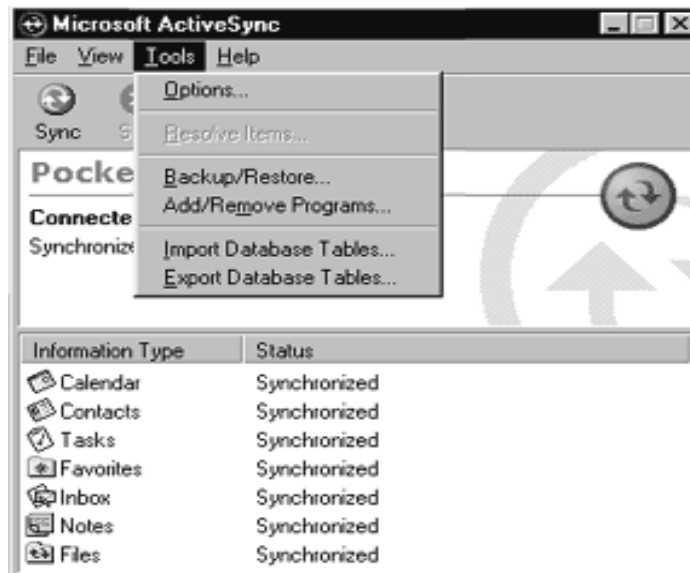 Microsoft ActiveSync
File View Tools Help
Options...
Sync S
Resolve Items...
Pocke
Backup/Restore...
Add/Remove Programs...
Connecte
Synchronize
Import Database Tables...
Export Database Tables...
Information Type Status
Calendar Synchronized
Contacts Synchronized
Tasks Synchronized
Favorites Synchronized
Inbox Synchronized
Notes Synchronized
Files Synchronized